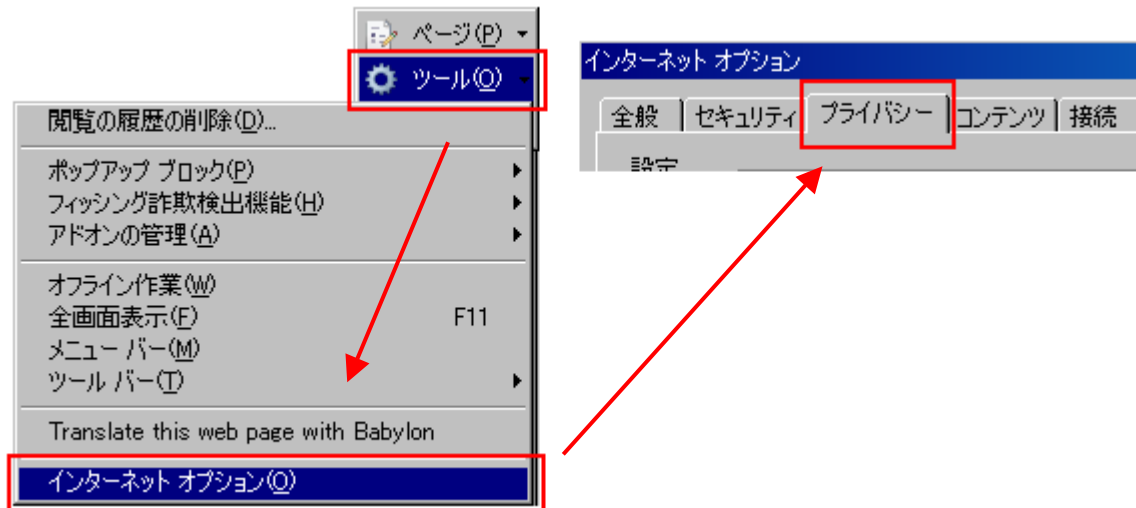 ページ(P)
ツール(O)
閲覧の履歴の削除(D)...
ポップアップ ブロック(P)
フィッシング詐欺検出機能(H)
アドオンの管理(A)
オフライン作業(W)
全画面表示(F) F11
メニュー バー(M)
ツール バー(T)
Translate this web page with Babylon
インターネット オプション(O)
インターネット オプション
全般 セキュリティ プライバシー コンテンツ 接続
設定